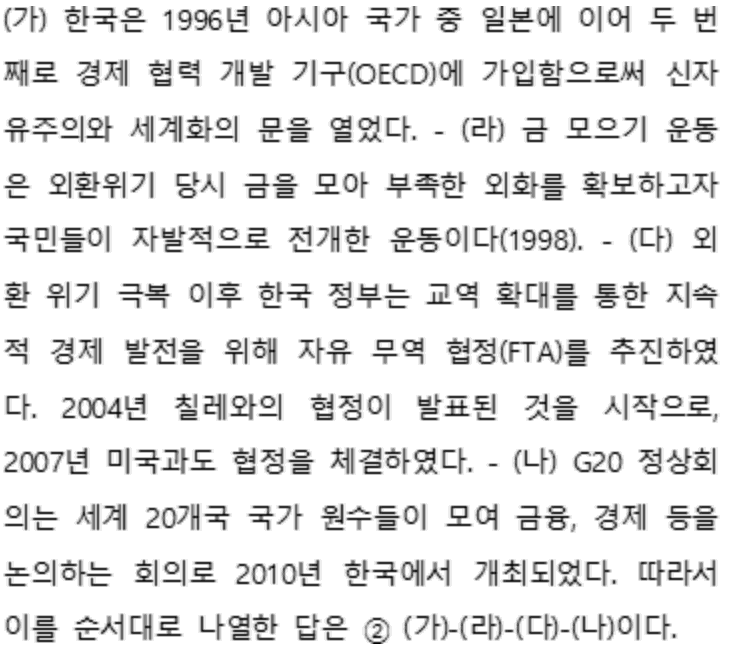 (가) 한국은 1996년 아시아 국가 중 일본에 이어 두 번
째로 경제 협력 개발 기구(OECD)에 가입함으로써 신자
유주의와 세계화의 문을 열었다. - (라) 금 모으기 운동
은 외환위기 당시 금을 모아 부족한 외화를 확보하고자
국민들이 자발적으로 전개한 운동이다(1998). - (다) 외
환 위기 극복 이후 한국 정부는 교역 확대를 통한 지속
적 경제 발전을 위해 자유 무역 협정(FTA)를 추진하였
다. 2004년 칠레와의 협정이 발표된 것을 시작으로,
2007년 미국과도 협정을 체결하였다. - (나) G20 정상회
의는 세계 20개국 국가 원수들이 모여 금융, 경제 등을
논의하는 회의로 2010년 한국에서 개최되었다. 따라서
이를 순서대로 나열한 답은 ② (가)-(라)-(다)-(나)이다.